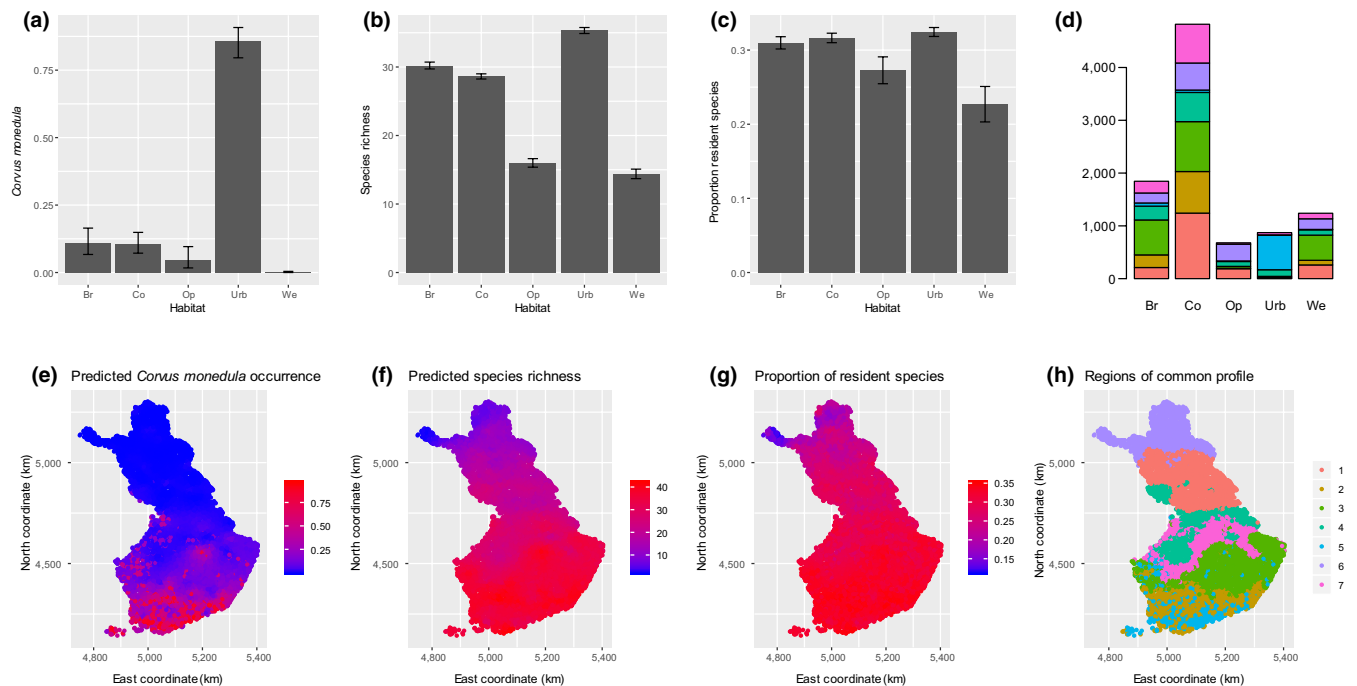 (a)
Corvus monedula
0.75
0.50
0.25
0.00
Br Co Op Urb We
Habitat
(b)
Species richness
30
20
10
0
Br Co Op Urb We
Habitat
(c)
Proportion resident species
0.3
0.2
0.1
0.0
Br Co Op Urb We
Habitat
(d)
4,000
3,000
2,000
1,000
0
Br Co Op Urb We
(e) Predicted Corvus monedula occurrence
North coordinate (km)
5,000
4,500
4,800 5,000 5,200 5,400
East coordinate (km)
0.75
0.50
0.25
(f) Predicted species richness
North coordinate (km)
5,000
4,500
4,800 5,000 5,200 5,400
East coordinate (km)
40
30
20
10
(g) Proportion of resident species
North coordinate (km)
5,000
4,500
4,800 5,000 5,200 5,400
East coordinate (km)
0.35
0.30
0.25
0.20
0.15
(h) Regions of common profile
North coordinate (km)
5,000
4,500
4,800 5,000 5,200 5,400
East coordinate (km)
1
2
3
4
5
6
7